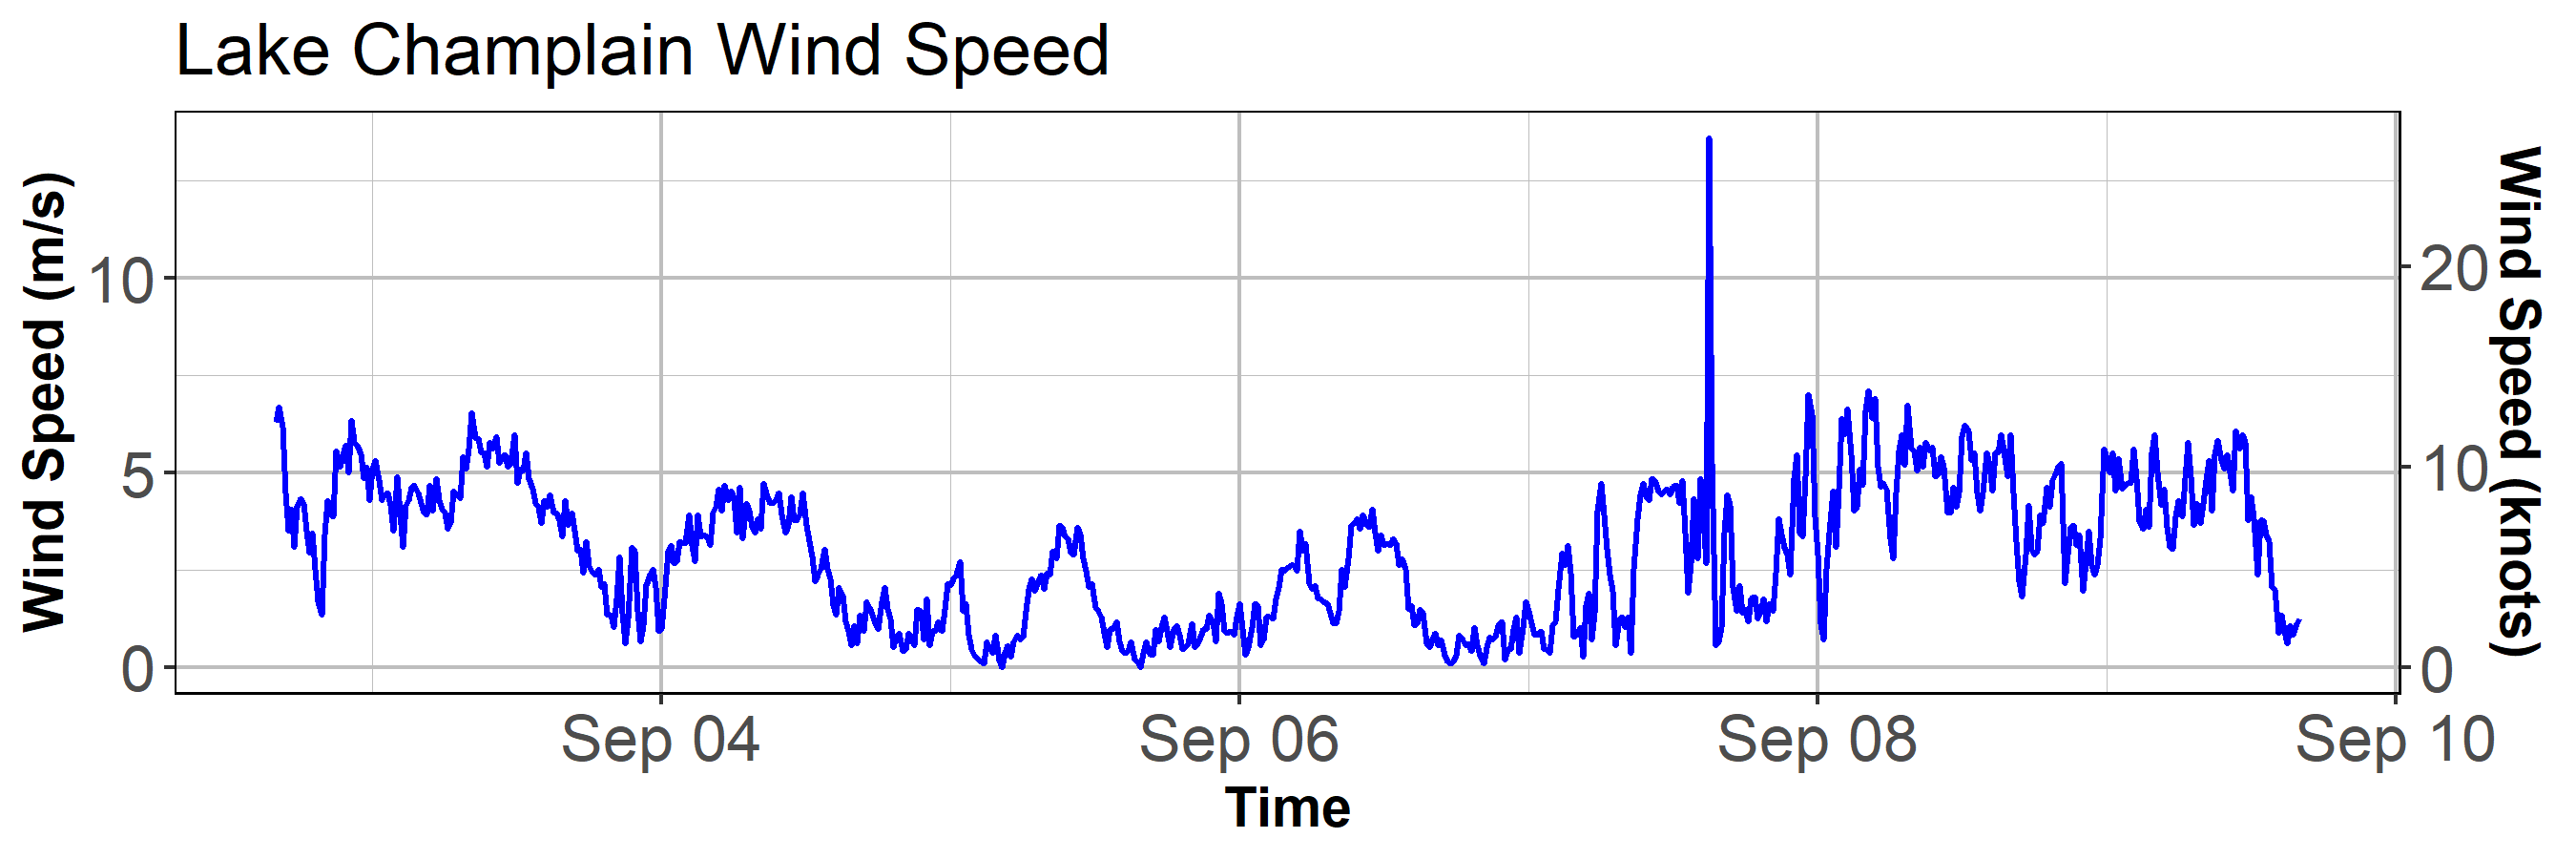 Lake Champlain Wind Speed
Wind Speed (m/s)
10
5
0
20
10
0
Wind Speed (knots)
Sep 04
Sep 06
Sep 08
Sep 10
Time